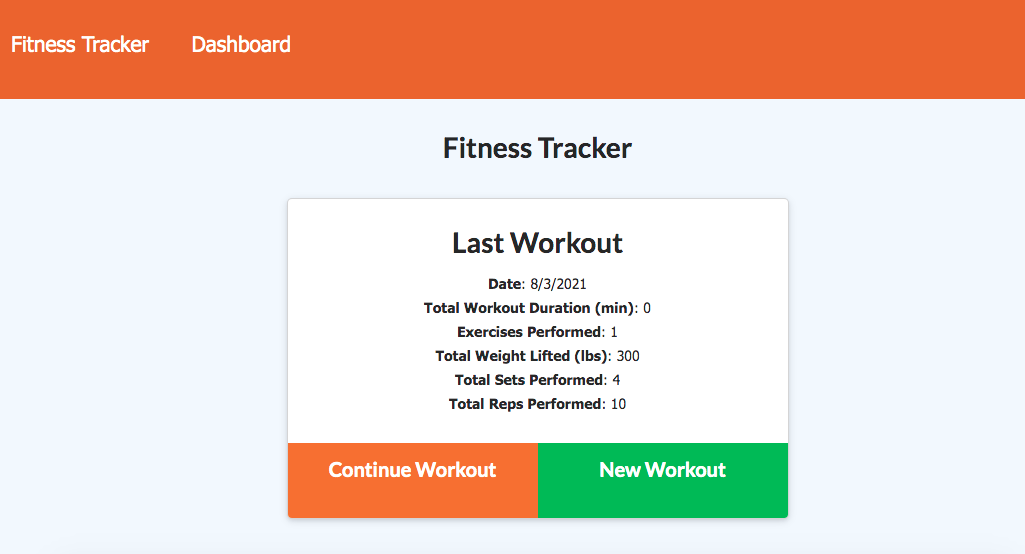 Fitness Tracker Dashboard
Fitness Tracker
Last Workout
Date: 8/3/2021
Total Workout Duration (min): 0
Exercises Performed: 1
Total Weight Lifted (lbs): 300
Total Sets Performed: 4
Total Reps Performed: 10
Continue Workout New Workout